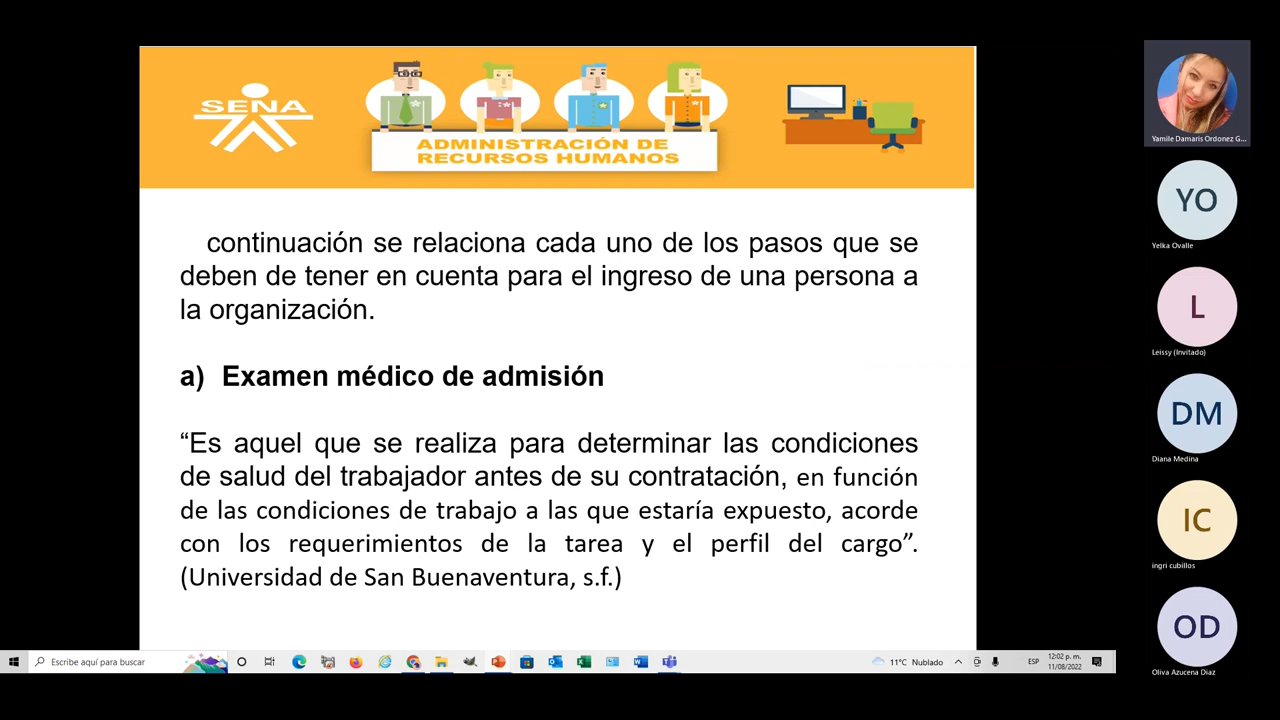 SENA
ADMINISTRACIÓN DE
RECURSOS HUMANOS
continuación se relaciona cada uno de los pasos que se
deben de tener en cuenta para el ingreso de una persona a
la organización.
a) Examen médico de admisión
“Es aquel que se realiza para determinar las condiciones
de salud del trabajador antes de su contratación, en función
de las condiciones de trabajo a las que estaría expuesto, acorde
con los requerimientos de la tarea y el perfil del cargo”.
(Universidad de San Buenaventura, s.f.)
Yamile Damaris Ordonez G...
YO
Yelka Ovalle
L
Leissy (Invitado)
DM
Diana Medina
IC
ingri cubillos
OD
Oliva Azucena Diaz
Escribe aquí para buscar
11°C Nublado
ESP
12:02 p. m.
11/08/2022